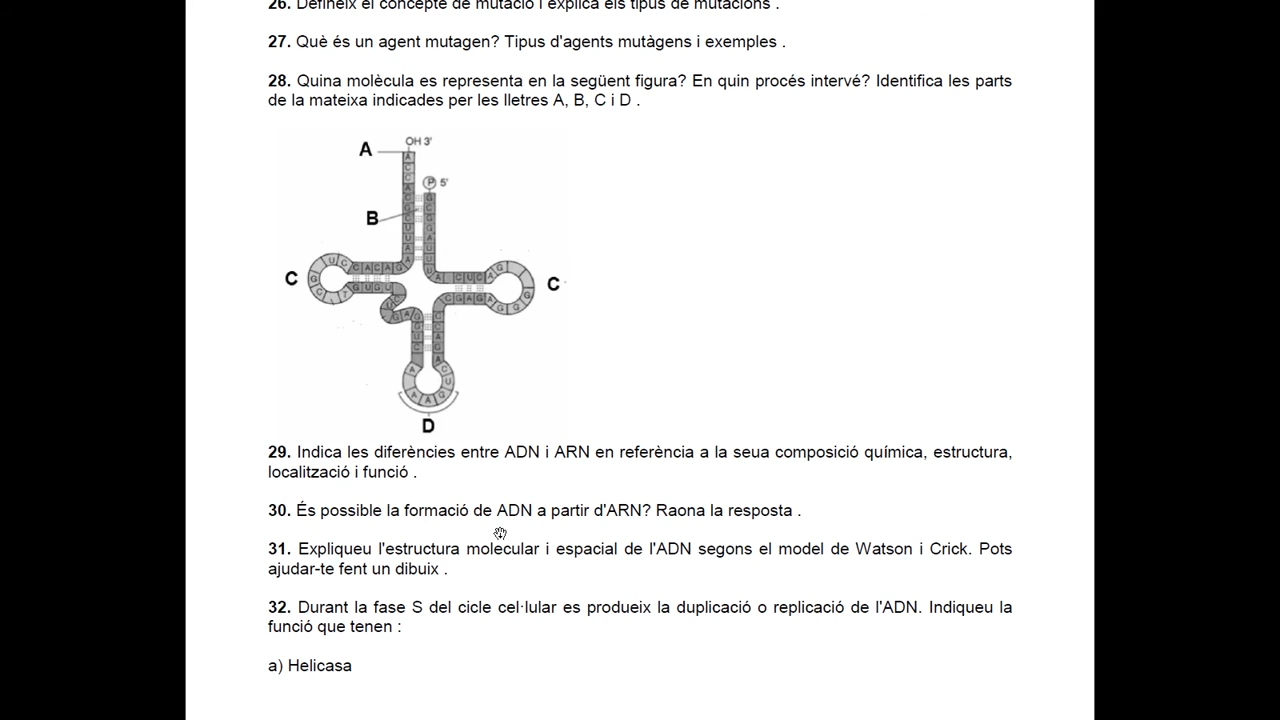 26. Defineix el concepte de mutació i explica els tipus de mutacions .
27. Què és un agent mutagen? Tipus d'agents mutàgens i exemples .
28. Quina molècula es representa en la següent figura? En quin procés intervé? Identifica les parts
de la mateixa indicades per les lletres A, B, C i D .
OH 3'
A
P 5'
B
C
C
D
29. Indica les diferències entre ADN i ARN en referència a la seua composició química, estructura,
localització i funció .
30. És possible la formació de ADN a partir d'ARN? Raona la resposta .
31. Expliqueu l'estructura molecular i espacial de l'ADN segons el model de Watson i Crick. Pots
ajudar-te fent un dibuix .
32. Durant la fase S del cicle cel·lular es produeix la duplicació o replicació de l'ADN. Indiqueu la
funció que tenen :
a) Helicasa